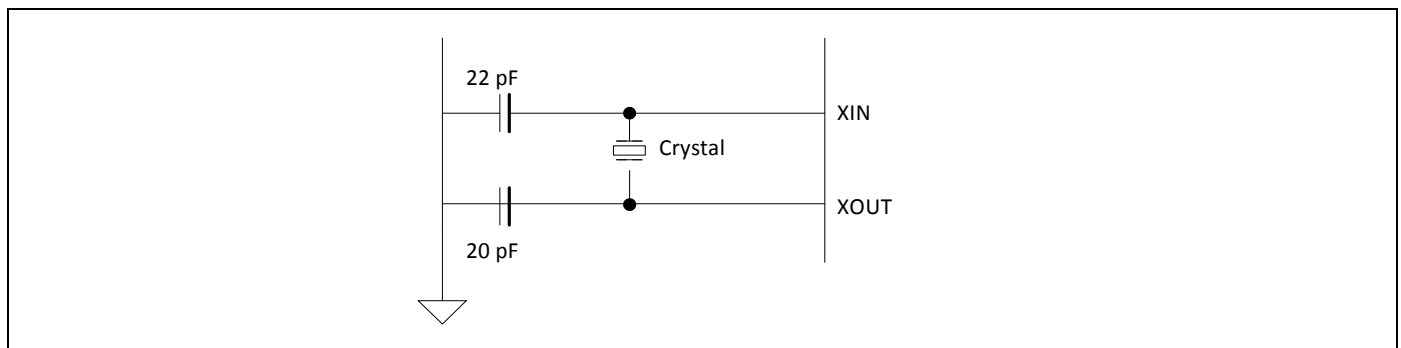 22 pF
XIN
Crystal
XOUT
20 pF